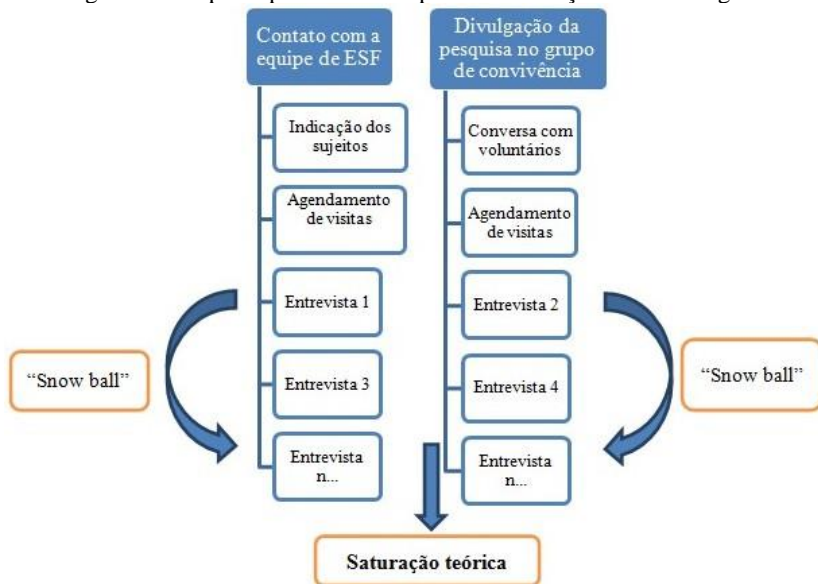 Contato com a
equipe de ESF
Indicação dos
sujeitos
Agendamento
de visitas
Entrevista 1
Entrevista 3
Entrevista
n...
Divulgação da
pesquisa no grupo
de convivência
Conversa com
voluntários
Agendamento
de visitas
Entrevista 2
Entrevista 4
Entrevista
n...
“Snow ball”
“Snow ball”
Saturação teórica